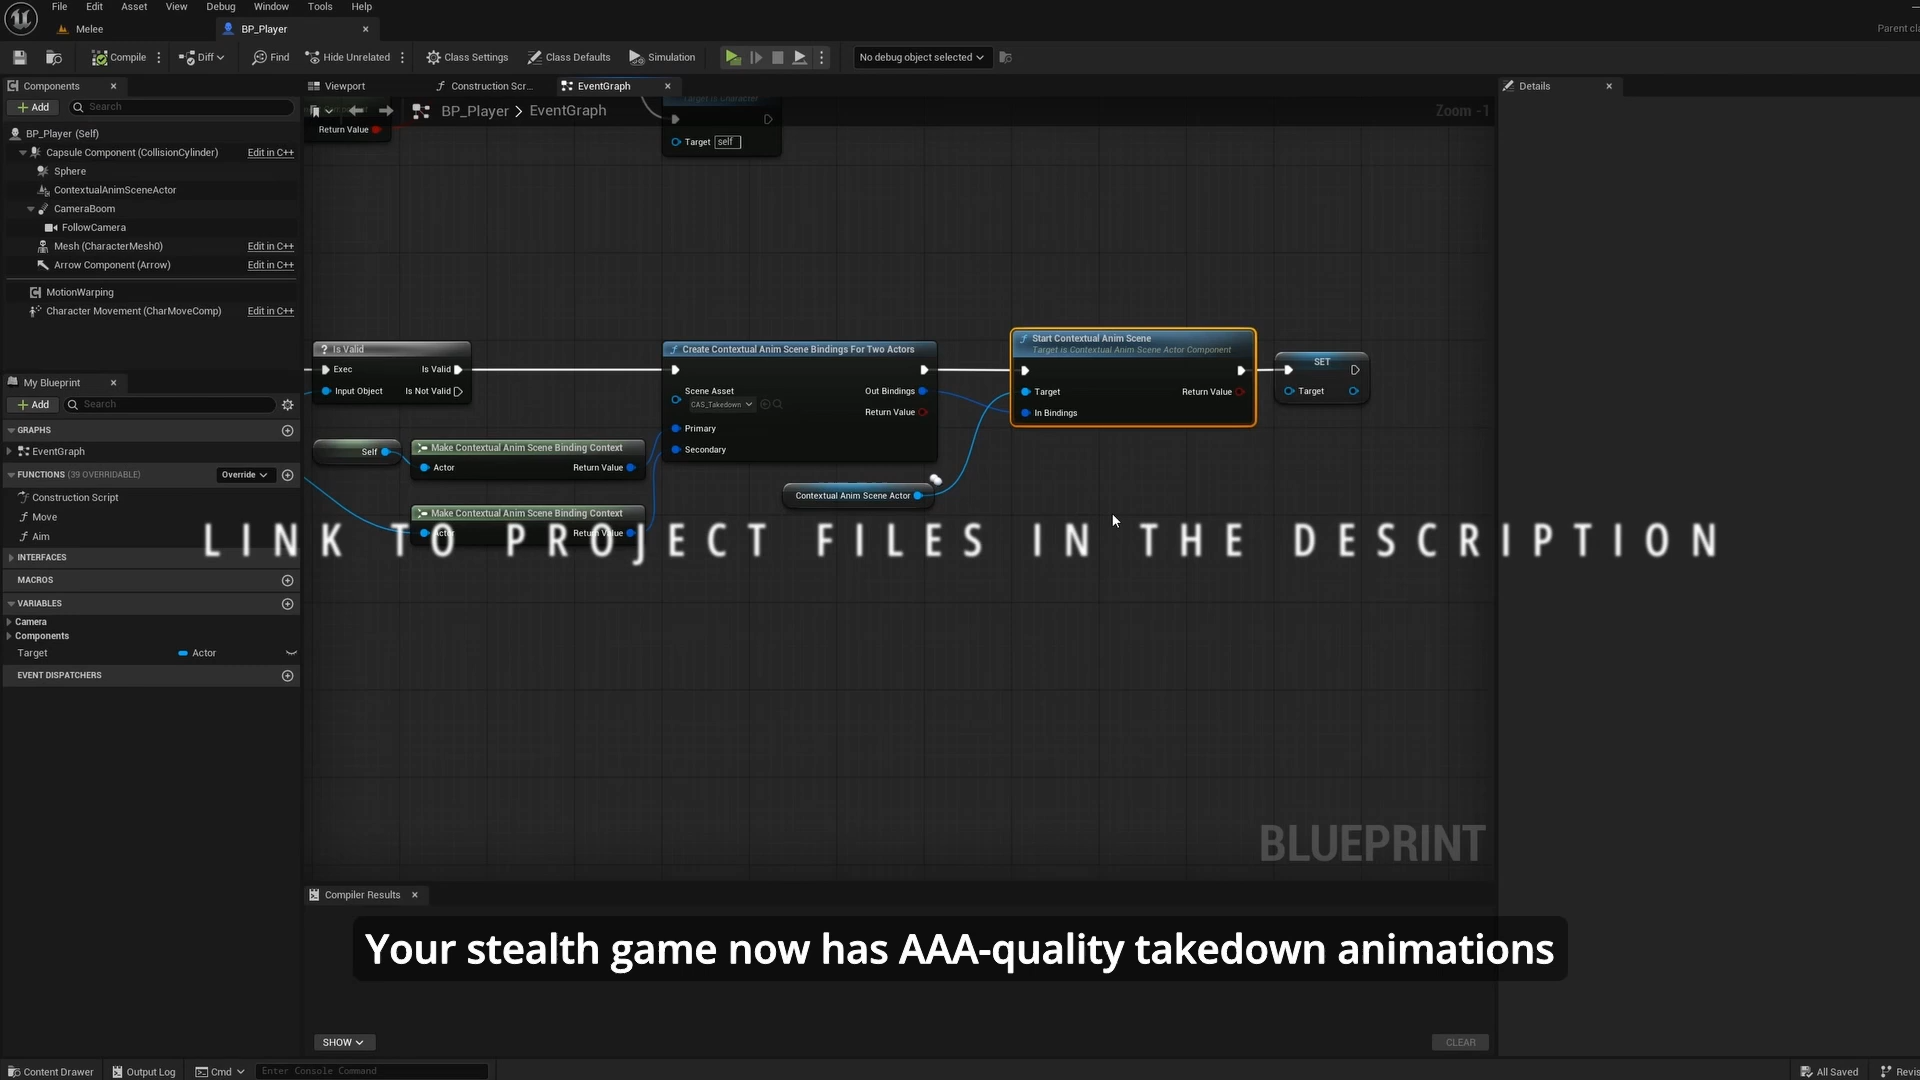 File Edit Asset View Debug Window Tools Help
Melee
BP_Player
Parent cla
Compile
Diff
Find
Hide Unrelated
Class Settings
Class Defaults
Simulation
No debug object selected
Components
Viewport
Construction Scr...
EventGraph
Details
+ Add
Search
BP_Player > EventGraph
Zoom -1
Target is Character
Return Value
Target self
BP_Player (Self)
Capsule Component (CollisionCylinder) Edit in C++
Sphere
ContextualAnimSceneActor
CameraBoom
FollowCamera
Mesh (CharacterMesh0) Edit in C++
Arrow Component (Arrow) Edit in C++
MotionWarping
Character Movement (CharMoveComp) Edit in C++
? Is Valid
Exec Is Valid
Input Object Is Not Valid
Create Contextual Anim Scene Bindings For Two Actors
Scene Asset
CAS_Takedown
Out Bindings
Return Value
Primary
Secondary
Start Contextual Anim Scene
Target is Contextual Anim Scene Actor Component
Target Return Value
In Bindings
SET
Target
Self
Make Contextual Anim Scene Binding Context
Actor Return Value
Make Contextual Anim Scene Binding Context
Actor Return Value
Contextual Anim Scene Actor
My Blueprint
+ Add
Search
GRAPHS
EventGraph
FUNCTIONS (39 OVERRIDABLE) Override
Construction Script
Move
Aim
INTERFACES
MACROS
VARIABLES
Camera
Components
Target Actor
EVENT DISPATCHERS
LINK TO PROJECT FILES IN THE DESCRIPTION
BLUEPRINT
Compiler Results
Your stealth game now has AAA-quality takedown animations
SHOW
CLEAR
Content Drawer
Output Log
Cmd
Enter Console Command
All Saved
Revis